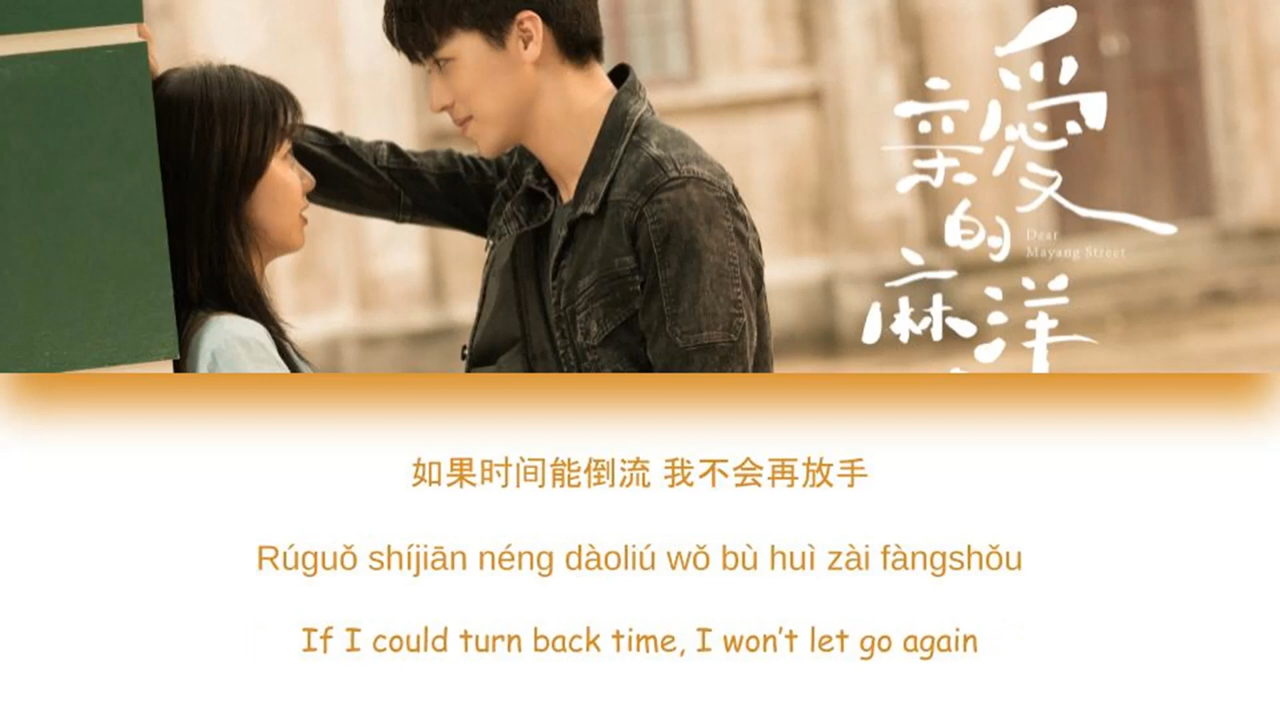 親愛的
Dear
Mayang Street
麻洋
如果时间能倒流 我不会再放手
Rúguǒ shíjiān néng dàoliú wǒ bù huì zài fàngshǒu
If I could turn back time, I won't let go again